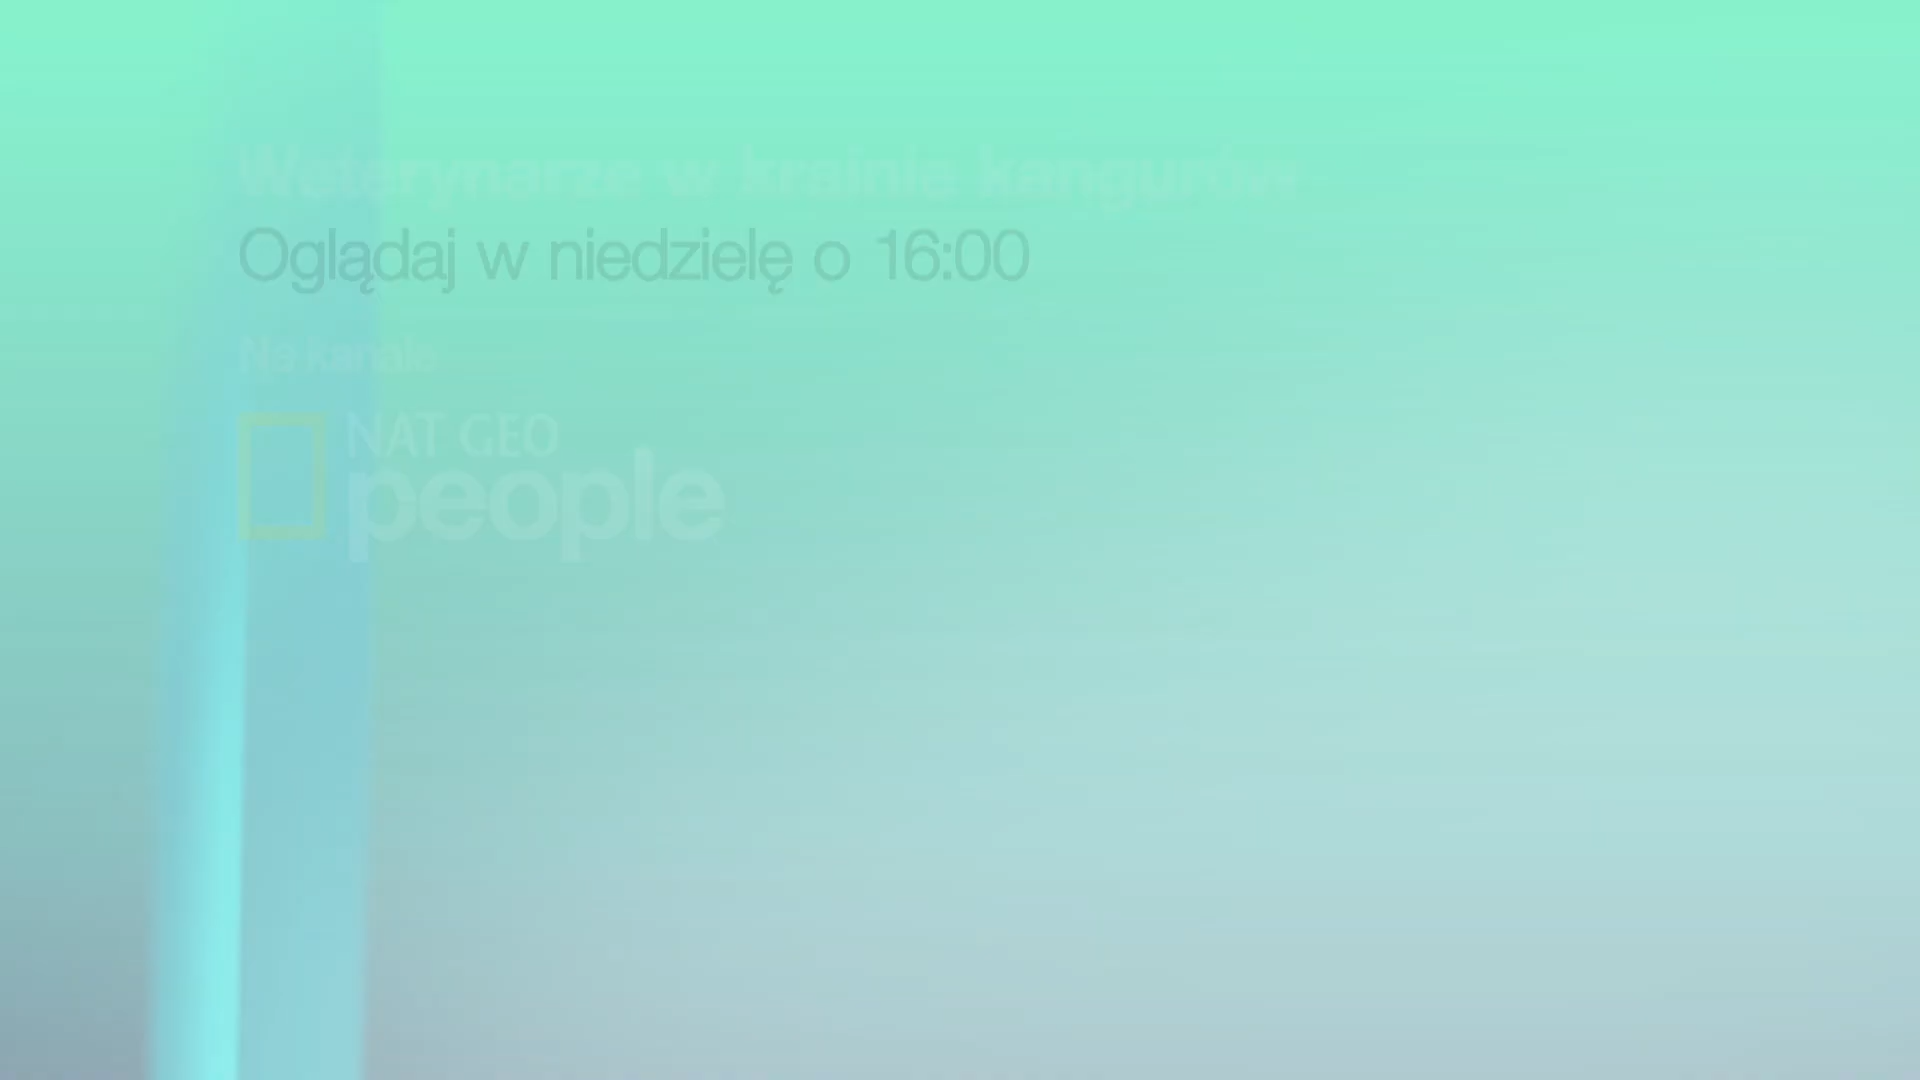 Weterynarze w krainie kangurów
Oglądaj w niedzielę o 16:00
Na kanale
NAT GEO
people